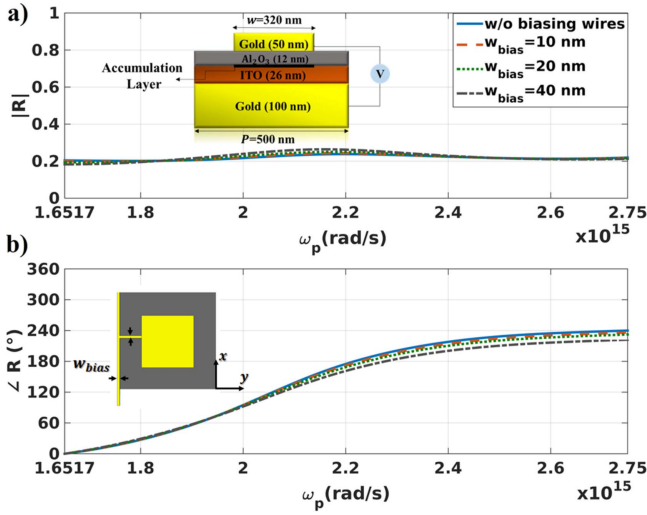 a)
1
0.8
0.6
0.4
0.2
0
|R|
w=320 nm
Gold (50 nm)
Al₂O₃ (12 nm)
ITO (26 nm)
Gold (100 nm)
P=500 nm
Accumulation
Layer
V
w/o biasing wires
w_bias=10 nm
w_bias=20 nm
w_bias=40 nm
1.6517 1.8 2 2.2 2.4 2.6 2.75
ω_p(rad/s)
x10¹⁵
b)
360
300
240
180
120
60
0
∠ R (°)
w_bias
x
y
1.6517 1.8 2 2.2 2.4 2.6 2.75
ω_p(rad/s)
x10¹⁵